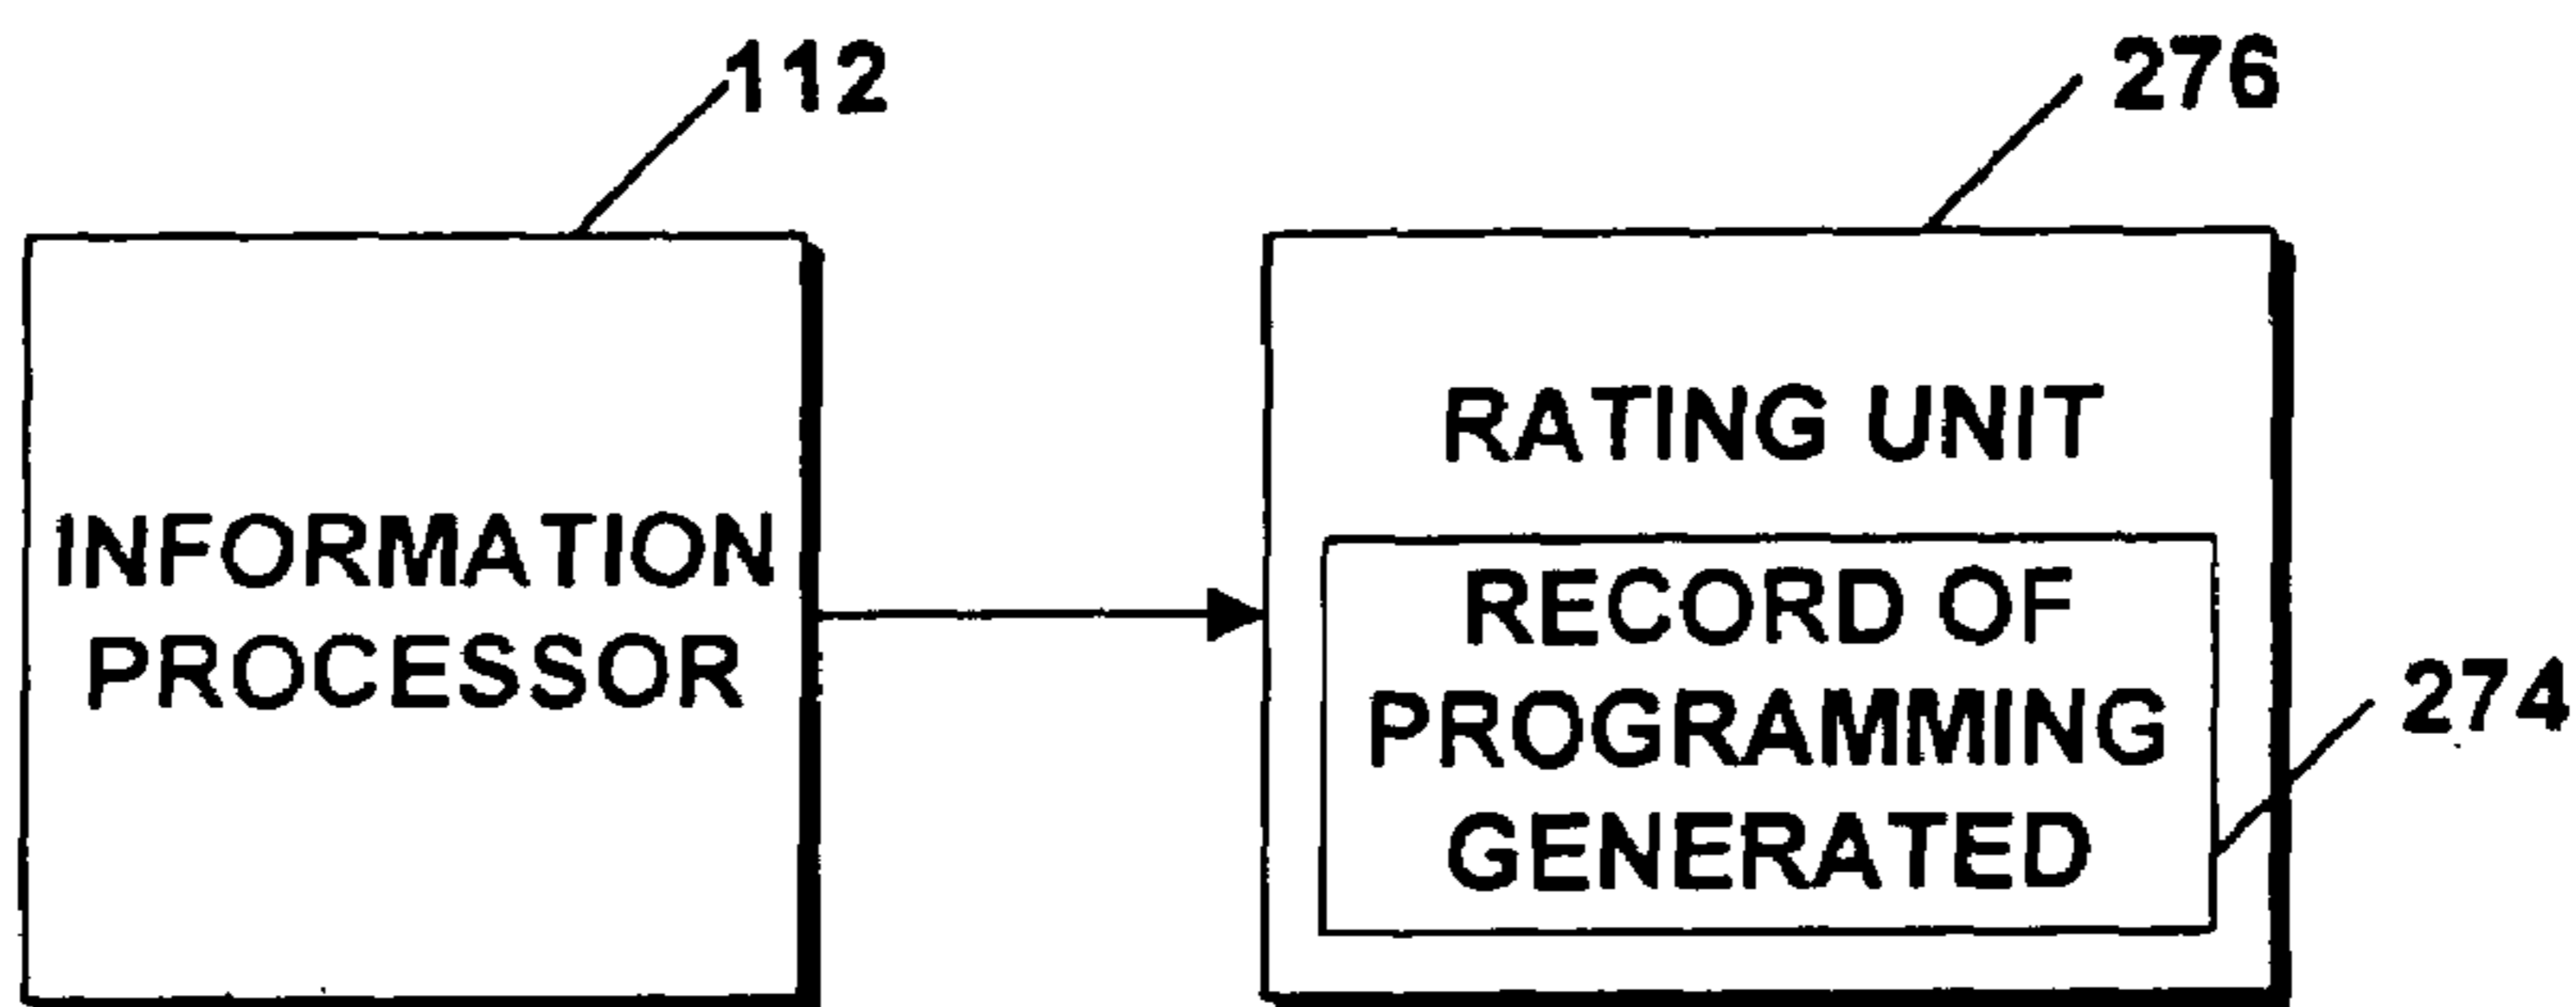 112
276
INFORMATION
PROCESSOR
RATING UNIT
RECORD OF
PROGRAMMING
GENERATED
274